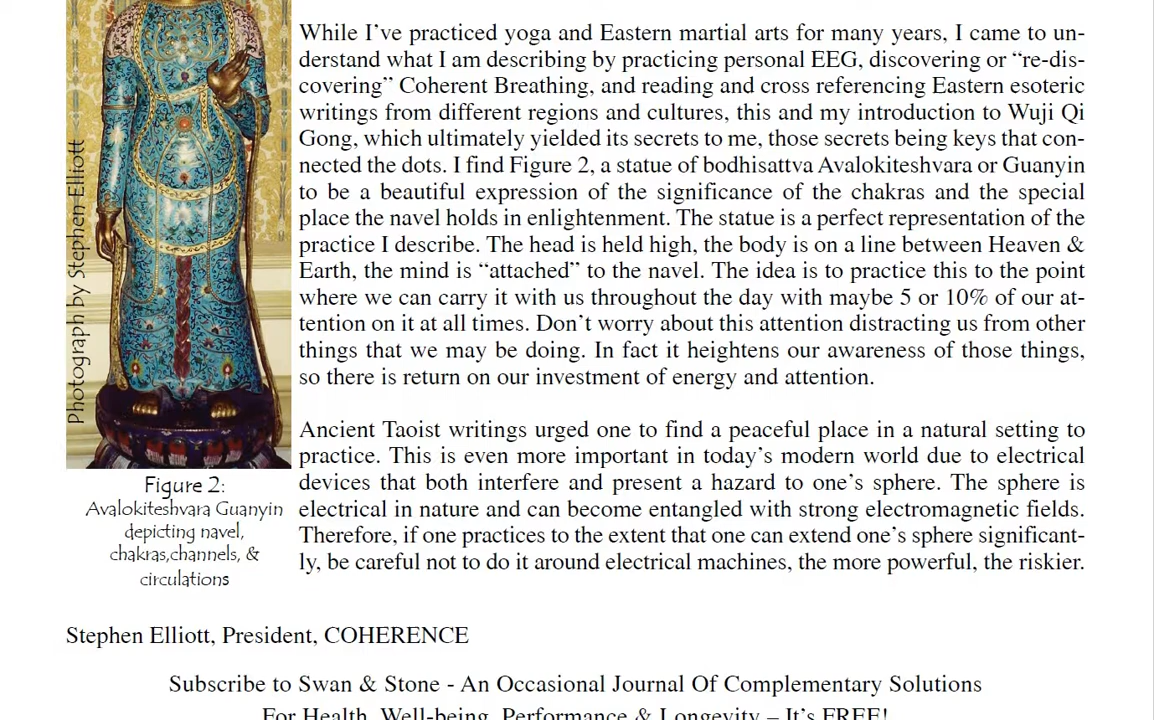 While I’ve practiced yoga and Eastern martial arts for many years, I came to un-
derstand what I am describing by practicing personal EEG, discovering or “re-dis-
covering” Coherent Breathing, and reading and cross referencing Eastern esoteric
writings from different regions and cultures, this and my introduction to Wuji Qi
Gong, which ultimately yielded its secrets to me, those secrets being keys that con-
nected the dots. I find Figure 2, a statue of bodhisattva Avalokiteshvara or Guanyin
to be a beautiful expression of the significance of the chakras and the special
place the navel holds in enlightenment. The statue is a perfect representation of the
practice I describe. The head is held high, the body is on a line between Heaven &
Earth, the mind is “attached” to the navel. The idea is to practice this to the point
where we can carry it with us throughout the day with maybe 5 or 10% of our at-
tention on it at all times. Don’t worry about this attention distracting us from other
things that we may be doing. In fact it heightens our awareness of those things,
so there is return on our investment of energy and attention.
Ancient Taoist writings urged one to find a peaceful place in a natural setting to
practice. This is even more important in today’s modern world due to electrical
devices that both interfere and present a hazard to one’s sphere. The sphere is
electrical in nature and can become entangled with strong electromagnetic fields.
Therefore, if one practices to the extent that one can extend one’s sphere significant-
ly, be careful not to do it around electrical machines, the more powerful, the riskier.
Photograph by Stephen Elliott
Figure 2:
Avalokiteshvara Guanyin
depicting navel,
chakras,channels, &
circulations
Stephen Elliott, President, COHERENCE
Subscribe to Swan & Stone - An Occasional Journal Of Complementary Solutions
For Health, Well-being, Performance & Longevity – It’s FREE!